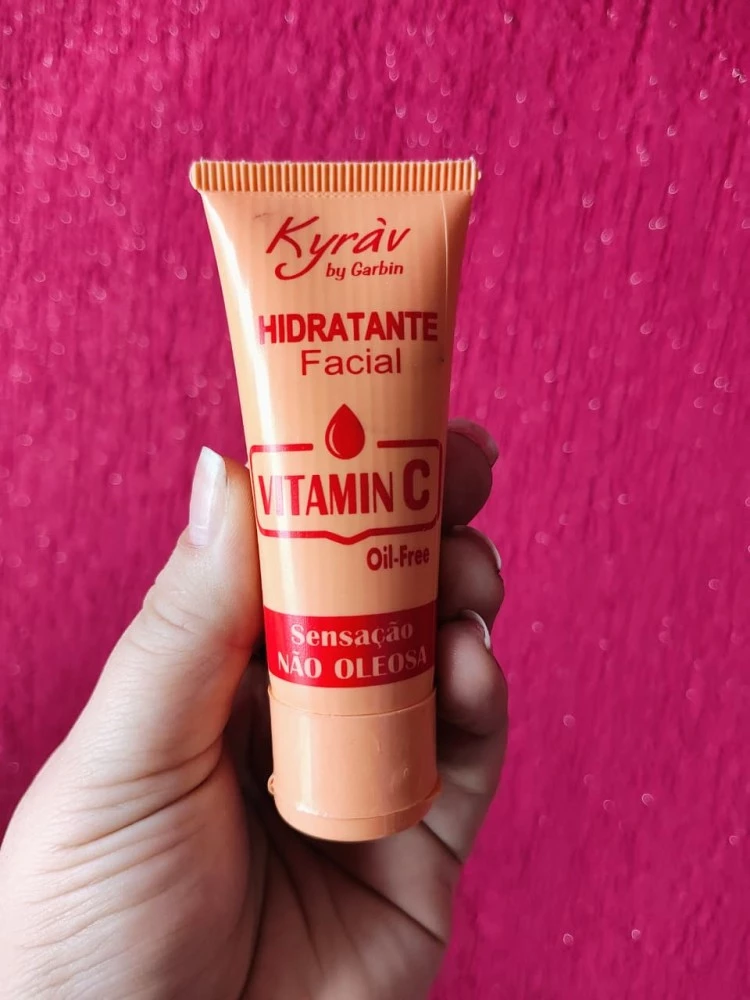 Kyràv
by Garbin
HIDRATANTE
Facial
VITAMIN C
Oil-Free
Sensação
NÃO OLEOSA